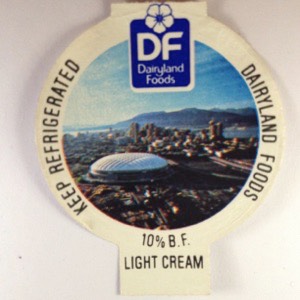 DF
Dairyland
Foods
KEEP REFRIGERATED
DAIRYLAND FOODS
10% B.F.
LIGHT CREAM